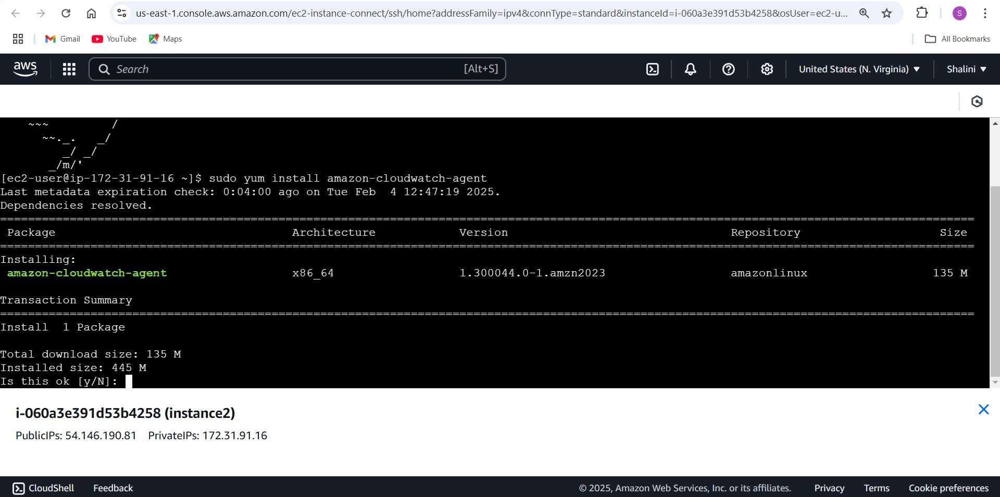 us-east-1.console.aws.amazon.com/ec2-instance-connect/ssh/home?addressFamily=ipv4&connType=standard&instanceId=i-060a3e391d53b4258&osUser=ec2-u...
S
Gmail
YouTube
Maps
All Bookmarks
aws
Search
[Alt+S]
United States (N. Virginia)
Shalini
~~~         /
~~._.   _/
_/ _/
_/m/'
[ec2-user@ip-172-31-91-16 ~]$ sudo yum install amazon-cloudwatch-agent
Last metadata expiration check: 0:04:00 ago on Tue Feb  4 12:47:19 2025.
Dependencies resolved.
Package Architecture Version Repository Size
Installing:
amazon-cloudwatch-agent x86_64 1.300044.0-1.amzn2023 amazonlinux 135 M
Transaction Summary
Install  1 Package
Total download size: 135 M
Installed size: 445 M
Is this ok [y/N]:
i-060a3e391d53b4258 (instance2)
PublicIPs: 54.146.190.81 PrivateIPs: 172.31.91.16
CloudShell
Feedback
© 2025, Amazon Web Services, Inc. or its affiliates.
Privacy
Terms
Cookie preferences